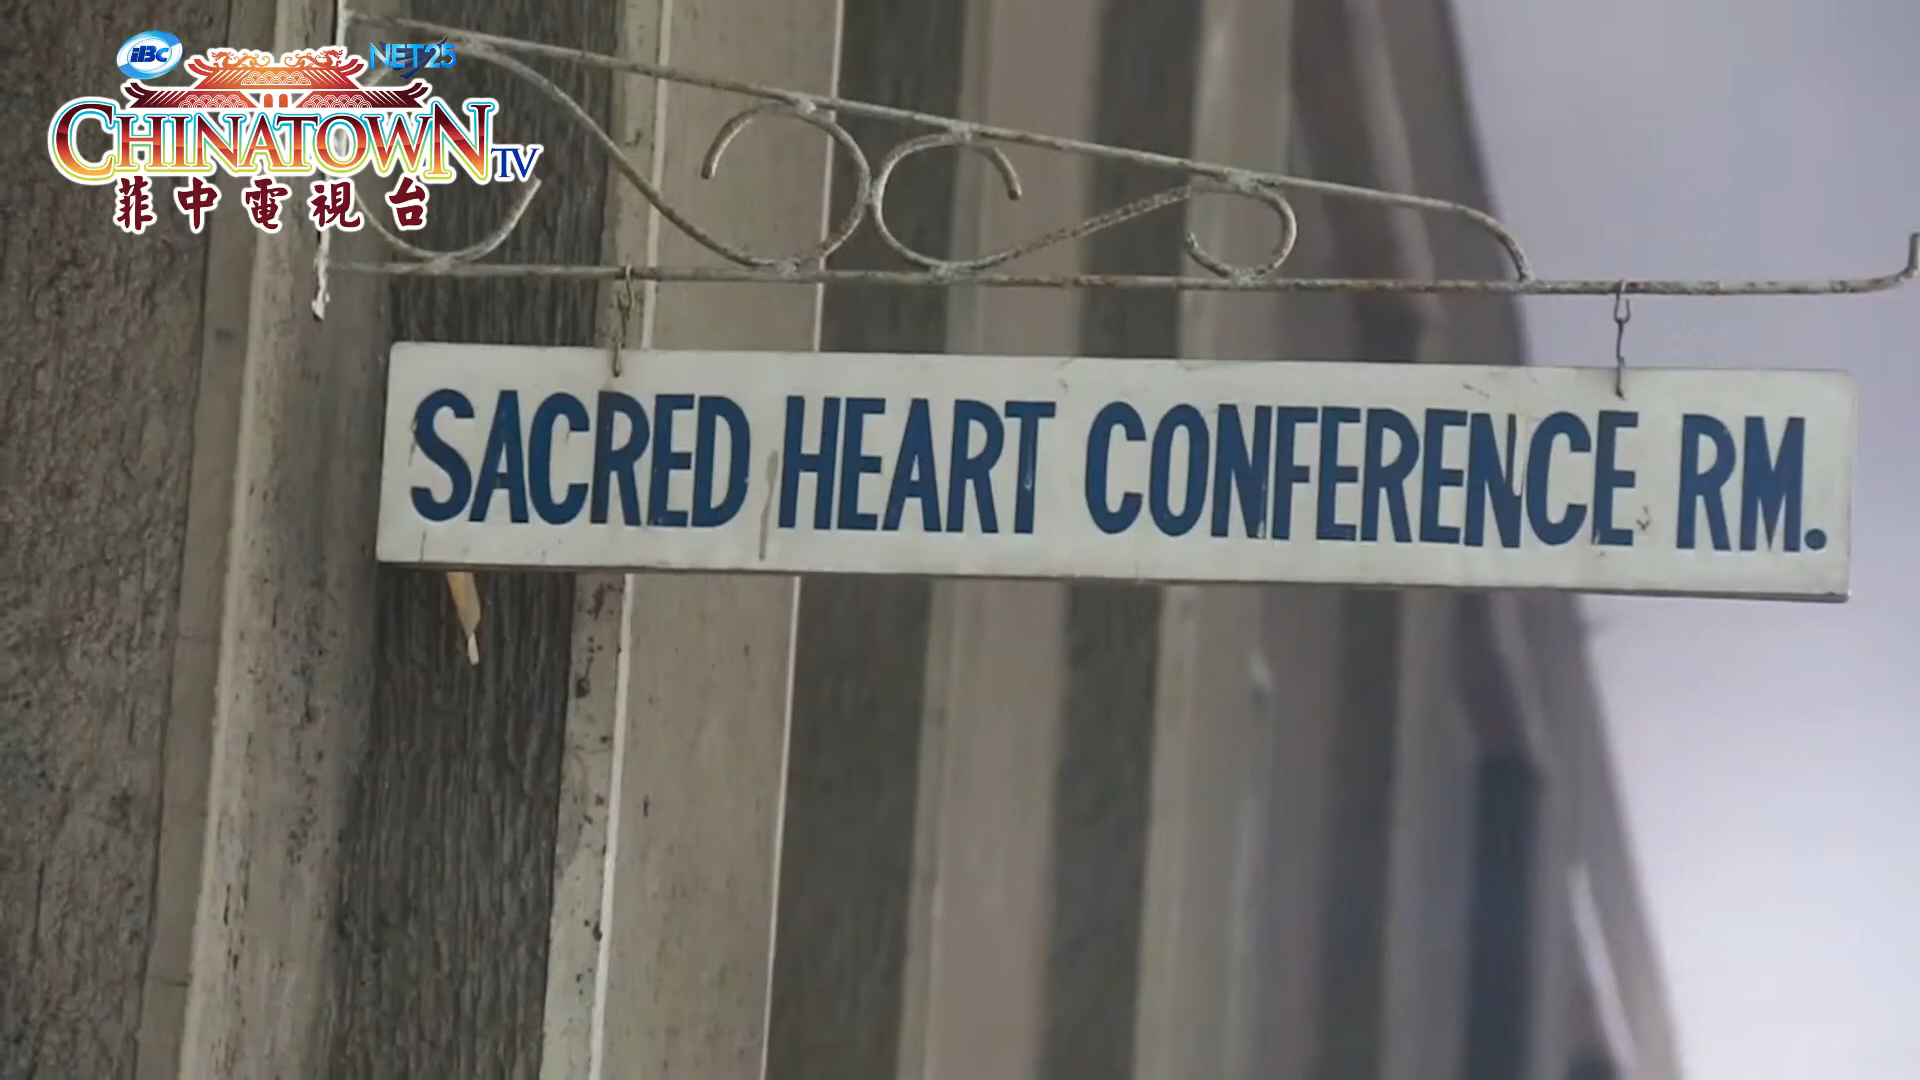 IBC NET25
CHINATOWN TV
菲中電視台
SACRED HEART CONFERENCE RM.